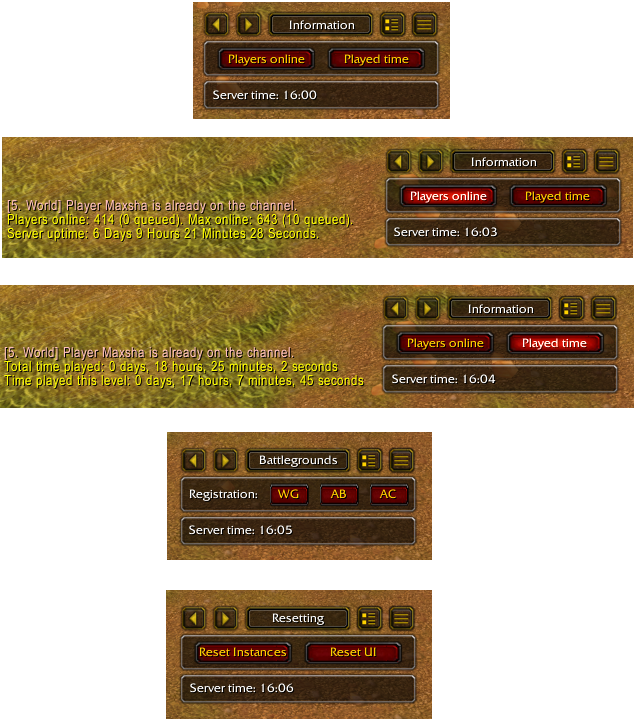 Information
Players online Played time
Server time: 16:00
Information
Players online Played time
[5. World] Player Maxsha is already on the channel.
Players online: 414 (0 queued). Max online: 643 (10 queued).
Server uptime: 6 Days 9 Hours 21 Minutes 28 Seconds.
Server time: 16:03
Information
Players online Played time
[5. World] Player Maxsha is already on the channel.
Total time played: 0 days, 18 hours, 25 minutes, 2 seconds
Time played this level: 0 days, 17 hours, 7 minutes, 45 seconds
Server time: 16:04
Battlegrounds
Registration: WG AB AC
Server time: 16:05
Resetting
Reset Instances Reset UI
Server time: 16:06